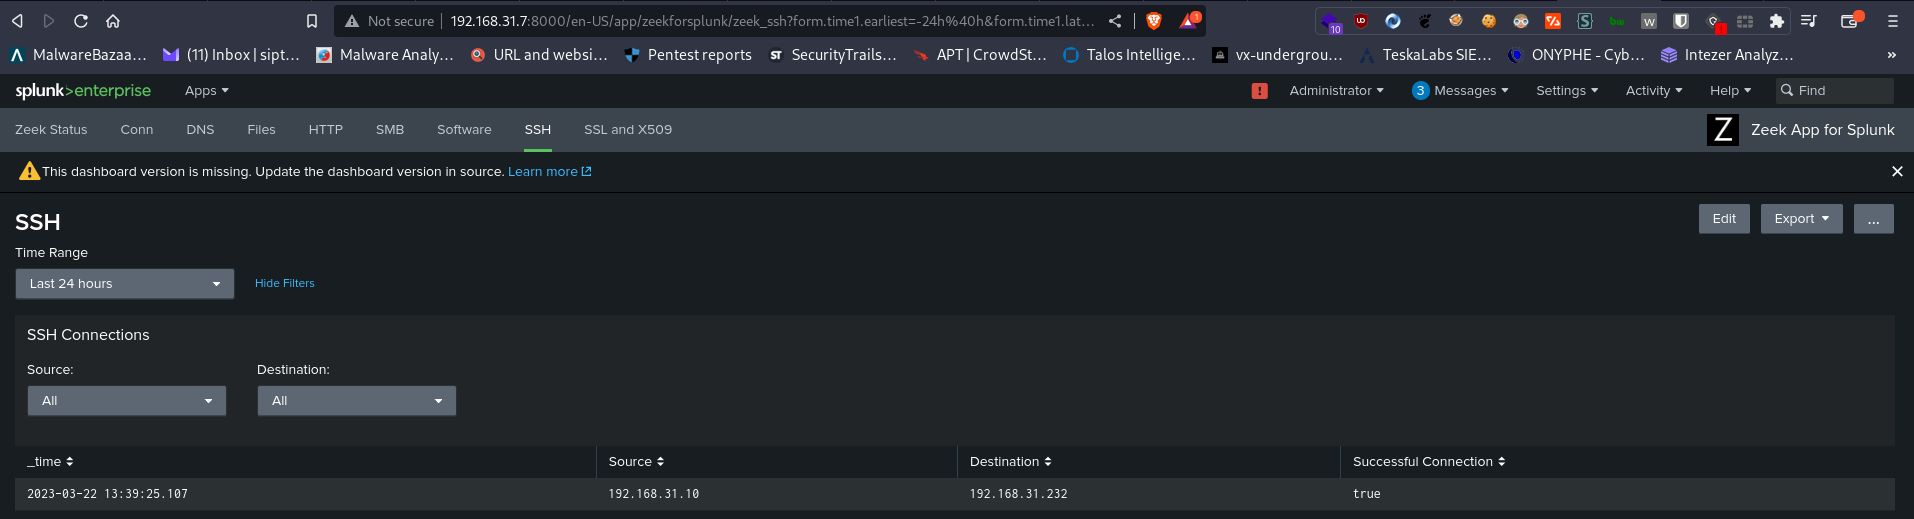 Not secure 192.168.31.7:8000/en-US/app/zeekforsplunk/zeek_ssh?form.time1.earliest=-24h%40h&form.time1.lat... 1 10
MalwareBazaa... (11) Inbox | sipt... Malware Analy... URL and websi... Pentest reports ST SecurityTrails... APT | CrowdSt... Talos Intellige... vx-undergrou... TeskaLabs SIE... ONYPHE - Cyb... Intezer Analyz... »
splunk>enterprise Apps ! Administrator 3 Messages Settings Activity Help Find
Zeek Status Conn DNS Files HTTP SMB Software SSH SSL and X509 Z Zeek App for Splunk
This dashboard version is missing. Update the dashboard version in source. Learn more
SSH Edit Export ...
Time Range
Last 24 hours Hide Filters
SSH Connections
Source: Destination:
All All
_time Source Destination Successful Connection
2023-03-22 13:39:25.107 192.168.31.10 192.168.31.232 true